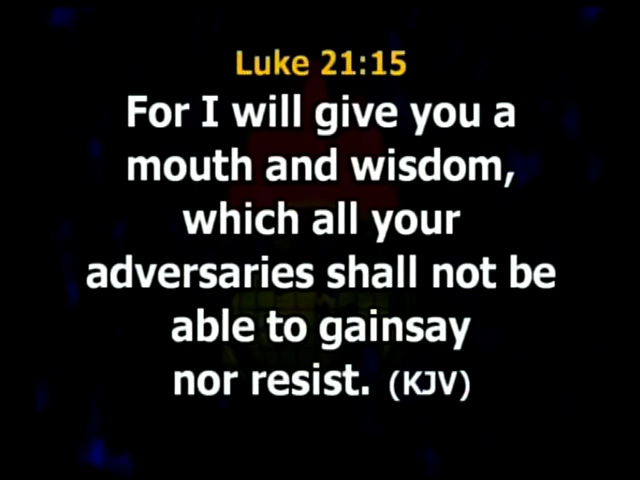 Luke 21:15
For I will give you a
mouth and wisdom,
which all your
adversaries shall not be
able to gainsay
nor resist. (KJV)